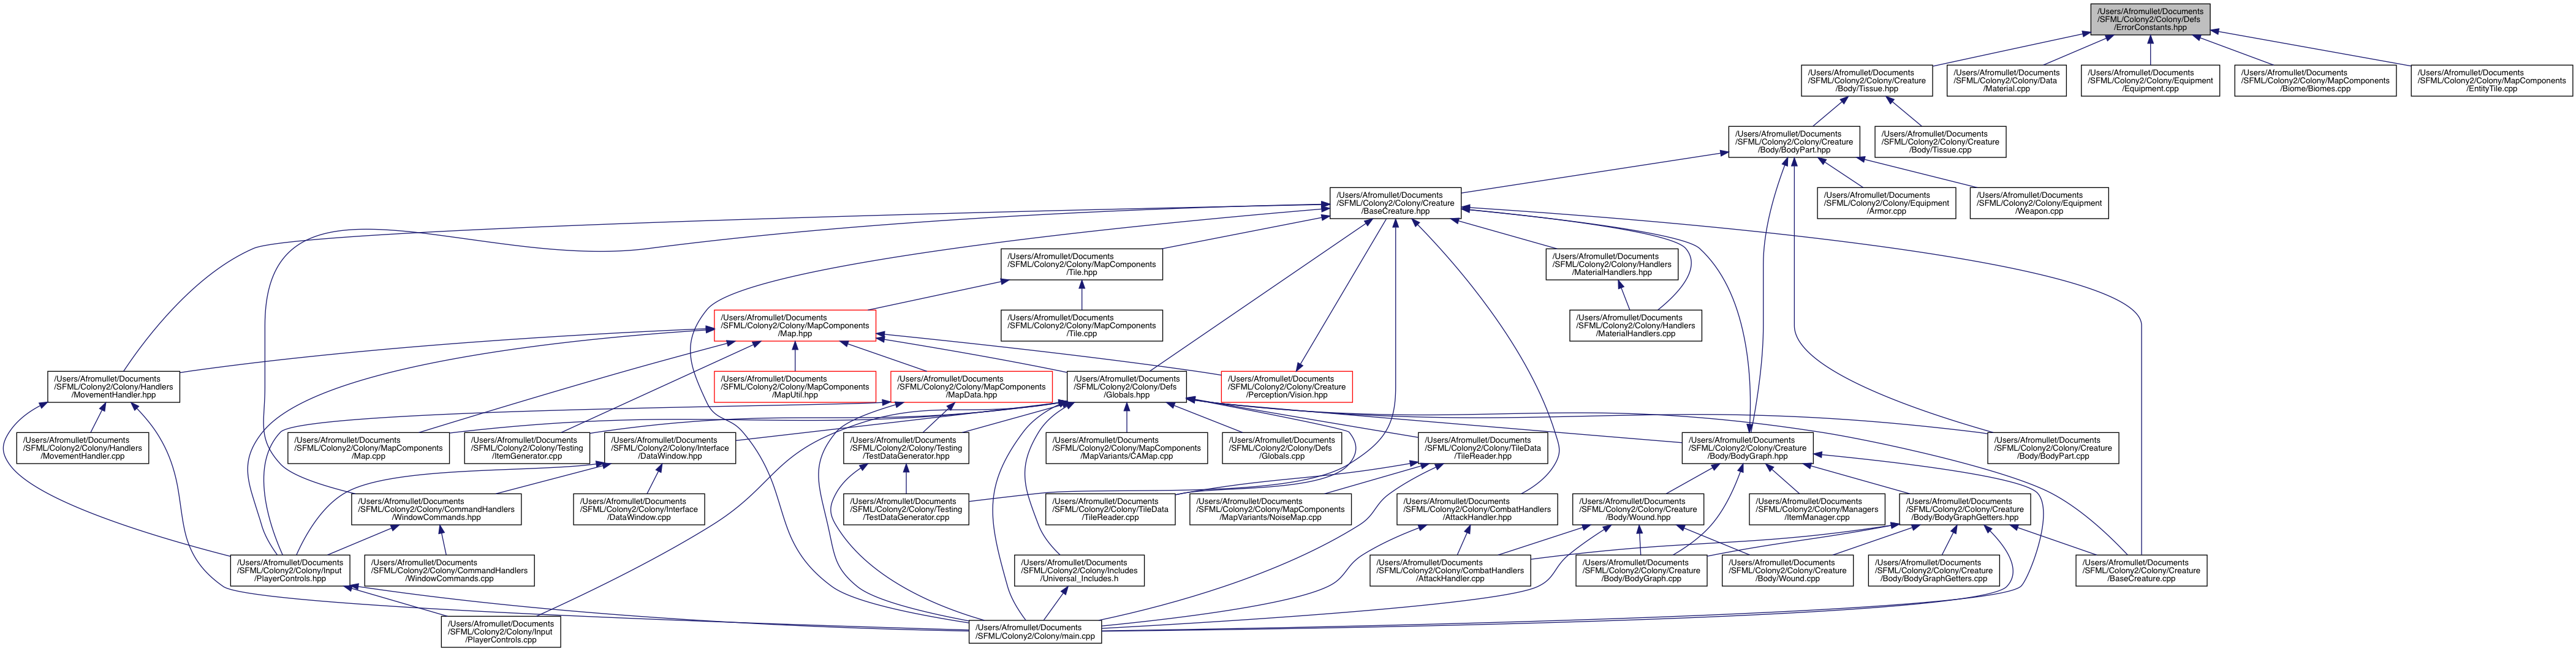 /Users/Afromullet/Documents
/SFML/Colony2/Colony/Defs
/ErrorConstants.hpp
/Users/Afromullet/Documents
/SFML/Colony2/Colony/Creature
/Body/Tissue.hpp
/Users/Afromullet/Documents
/SFML/Colony2/Colony/Data
/Material.cpp
/Users/Afromullet/Documents
/SFML/Colony2/Colony/Equipment
/Equipment.cpp
/Users/Afromullet/Documents
/SFML/Colony2/Colony/MapComponents
/Biome/Biomes.cpp
/Users/Afromullet/Documents
/SFML/Colony2/Colony/MapComponents
/EntityTile.cpp
/Users/Afromullet/Documents
/SFML/Colony2/Colony/Creature
/Body/BodyPart.hpp
/Users/Afromullet/Documents
/SFML/Colony2/Colony/Creature
/Body/Tissue.cpp
/Users/Afromullet/Documents
/SFML/Colony2/Colony/Creature
/BaseCreature.hpp
/Users/Afromullet/Documents
/SFML/Colony2/Colony/Equipment
/Armor.cpp
/Users/Afromullet/Documents
/SFML/Colony2/Colony/Equipment
/Weapon.cpp
/Users/Afromullet/Documents
/SFML/Colony2/Colony/MapComponents
/Tile.hpp
/Users/Afromullet/Documents
/SFML/Colony2/Colony/Handlers
/MaterialHandlers.hpp
/Users/Afromullet/Documents
/SFML/Colony2/Colony/MapComponents
/Map.hpp
/Users/Afromullet/Documents
/SFML/Colony2/Colony/MapComponents
/Tile.cpp
/Users/Afromullet/Documents
/SFML/Colony2/Colony/Handlers
/MaterialHandlers.cpp
/Users/Afromullet/Documents
/SFML/Colony2/Colony/Handlers
/MovementHandler.hpp
/Users/Afromullet/Documents
/SFML/Colony2/Colony/MapComponents
/MapUtil.hpp
/Users/Afromullet/Documents
/SFML/Colony2/Colony/MapComponents
/MapData.hpp
/Users/Afromullet/Documents
/SFML/Colony2/Colony/Defs
/Globals.hpp
/Users/Afromullet/Documents
/SFML/Colony2/Colony/Creature
/Perception/Vision.hpp
/Users/Afromullet/Documents
/SFML/Colony2/Colony/Handlers
/MovementHandler.cpp
/Users/Afromullet/Documents
/SFML/Colony2/Colony/MapComponents
/Map.cpp
/Users/Afromullet/Documents
/SFML/Colony2/Colony/Testing
/ItemGenerator.cpp
/Users/Afromullet/Documents
/SFML/Colony2/Colony/Interface
/DataWindow.hpp
/Users/Afromullet/Documents
/SFML/Colony2/Colony/Testing
/TestDataGenerator.hpp
/Users/Afromullet/Documents
/SFML/Colony2/Colony/MapComponents
/MapVariants/CAMap.cpp
/Users/Afromullet/Documents
/SFML/Colony2/Colony/Defs
/Globals.cpp
/Users/Afromullet/Documents
/SFML/Colony2/Colony/TileData
/TileReader.hpp
/Users/Afromullet/Documents
/SFML/Colony2/Colony/Creature
/Body/BodyGraph.hpp
/Users/Afromullet/Documents
/SFML/Colony2/Colony/Creature
/Body/BodyPart.cpp
/Users/Afromullet/Documents
/SFML/Colony2/Colony/CommandHandlers
/WindowCommands.hpp
/Users/Afromullet/Documents
/SFML/Colony2/Colony/Interface
/DataWindow.cpp
/Users/Afromullet/Documents
/SFML/Colony2/Colony/Testing
/TestDataGenerator.cpp
/Users/Afromullet/Documents
/SFML/Colony2/Colony/TileData
/TileReader.cpp
/Users/Afromullet/Documents
/SFML/Colony2/Colony/MapComponents
/MapVariants/NoiseMap.cpp
/Users/Afromullet/Documents
/SFML/Colony2/Colony/CombatHandlers
/AttackHandler.hpp
/Users/Afromullet/Documents
/SFML/Colony2/Colony/Creature
/Body/Wound.hpp
/Users/Afromullet/Documents
/SFML/Colony2/Colony/Managers
/ItemManager.cpp
/Users/Afromullet/Documents
/SFML/Colony2/Colony/Creature
/Body/BodyGraphGetters.hpp
/Users/Afromullet/Documents
/SFML/Colony2/Colony/Input
/PlayerControls.hpp
/Users/Afromullet/Documents
/SFML/Colony2/Colony/CommandHandlers
/WindowCommands.cpp
/Users/Afromullet/Documents
/SFML/Colony2/Colony/Includes
/Universal_Includes.h
/Users/Afromullet/Documents
/SFML/Colony2/Colony/CombatHandlers
/AttackHandler.cpp
/Users/Afromullet/Documents
/SFML/Colony2/Colony/Creature
/Body/BodyGraph.cpp
/Users/Afromullet/Documents
/SFML/Colony2/Colony/Creature
/Body/Wound.cpp
/Users/Afromullet/Documents
/SFML/Colony2/Colony/Creature
/Body/BodyGraphGetters.cpp
/Users/Afromullet/Documents
/SFML/Colony2/Colony/Creature
/BaseCreature.cpp
/Users/Afromullet/Documents
/SFML/Colony2/Colony/Input
/PlayerControls.cpp
/Users/Afromullet/Documents
/SFML/Colony2/Colony/main.cpp